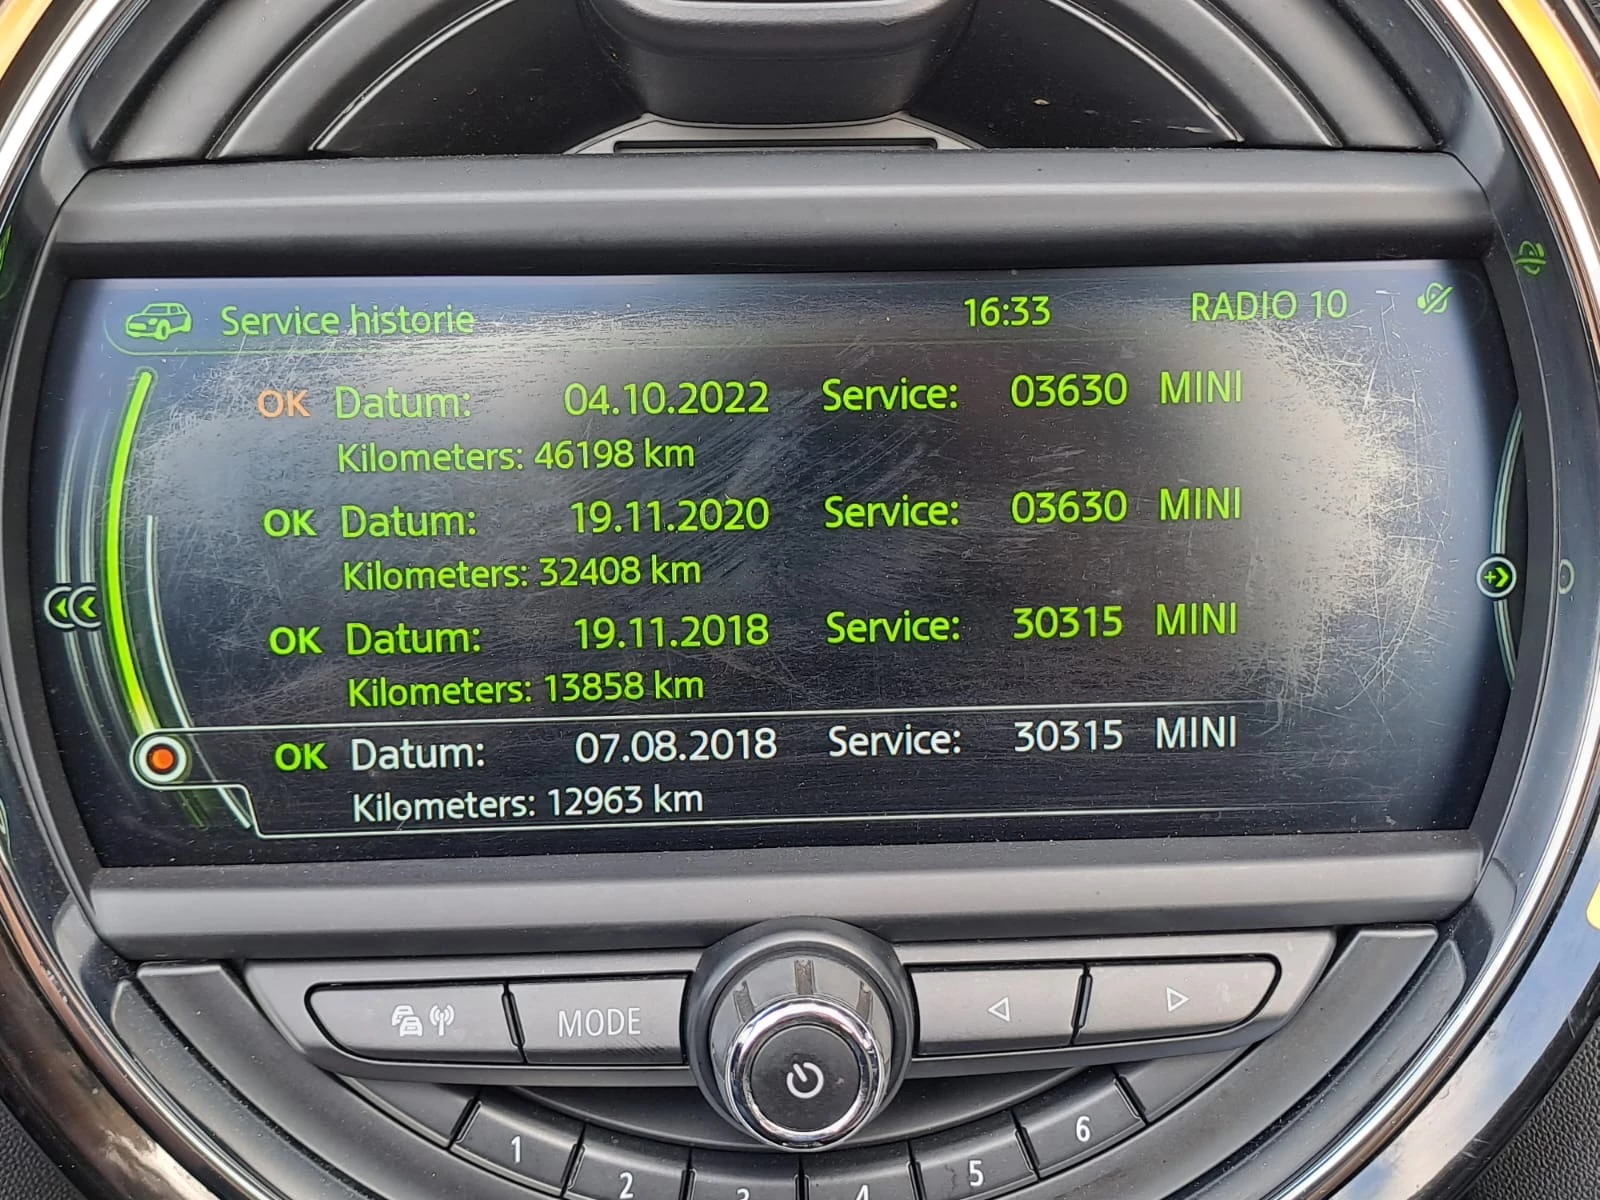 Service historie 16:33 RADIO 10
OK Datum: 04.10.2022 Service: 03630 MINI
Kilometers: 46198 km
OK Datum: 19.11.2020 Service: 03630 MINI
Kilometers: 32408 km
OK Datum: 19.11.2018 Service: 30315 MINI
Kilometers: 13858 km
OK Datum: 07.08.2018 Service: 30315 MINI
Kilometers: 12963 km
MODE
1 2 3 4 5 6